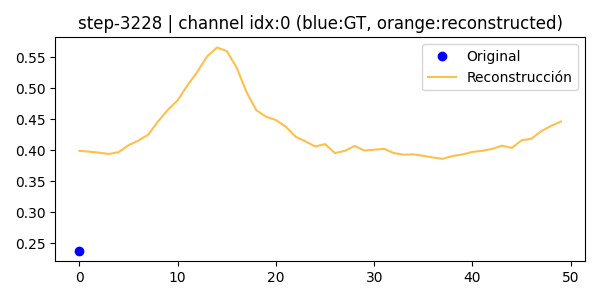 step-3228 | channel idx:0 (blue:GT, orange:reconstructed)
Original
Reconstrucción
0.55
0.50
0.45
0.40
0.35
0.30
0.25
0 10 20 30 40 50